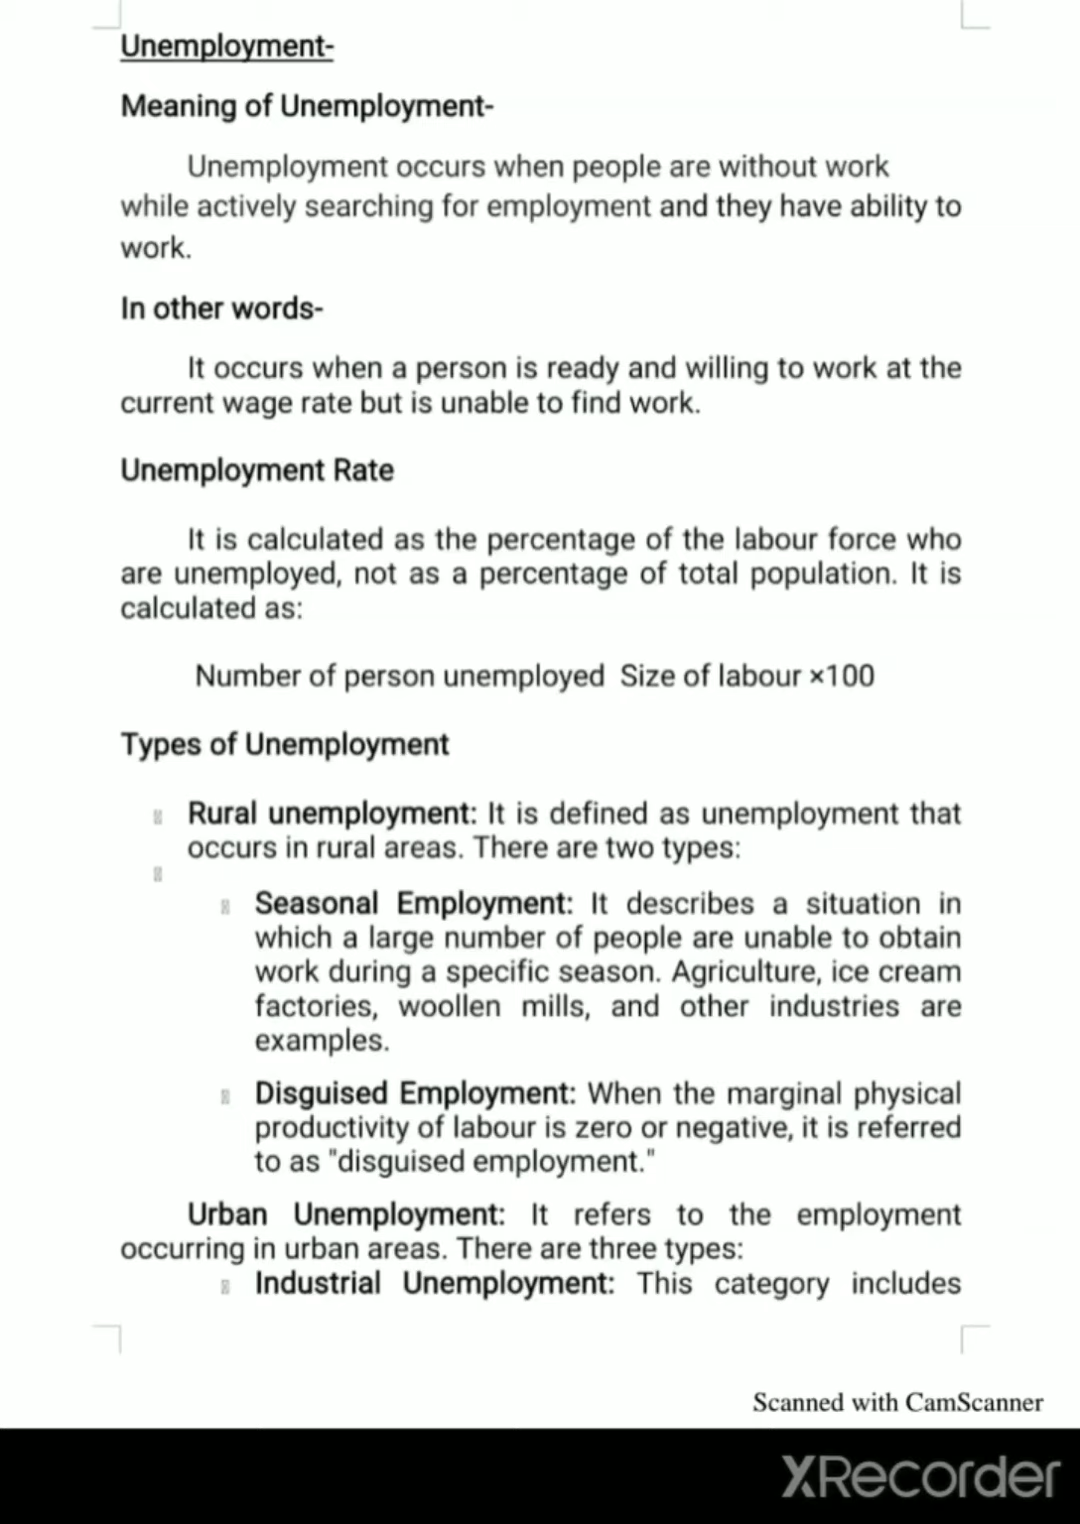 Unemployment-
Meaning of Unemployment-
Unemployment occurs when people are without work
while actively searching for employment and they have ability to
work.
In other words-
It occurs when a person is ready and willing to work at the
current wage rate but is unable to find work.
Unemployment Rate
It is calculated as the percentage of the labour force who
are unemployed, not as a percentage of total population. It is
calculated as:
Number of person unemployed Size of labour ×100
Types of Unemployment
Rural unemployment: It is defined as unemployment that
occurs in rural areas. There are two types:
Seasonal Employment: It describes a situation in
which a large number of people are unable to obtain
work during a specific season. Agriculture, ice cream
factories, woollen mills, and other industries are
examples.
Disguised Employment: When the marginal physical
productivity of labour is zero or negative, it is referred
to as "disguised employment."
Urban Unemployment: It refers to the employment
occurring in urban areas. There are three types:
Industrial Unemployment: This category includes
Scanned with CamScanner
XRecorder